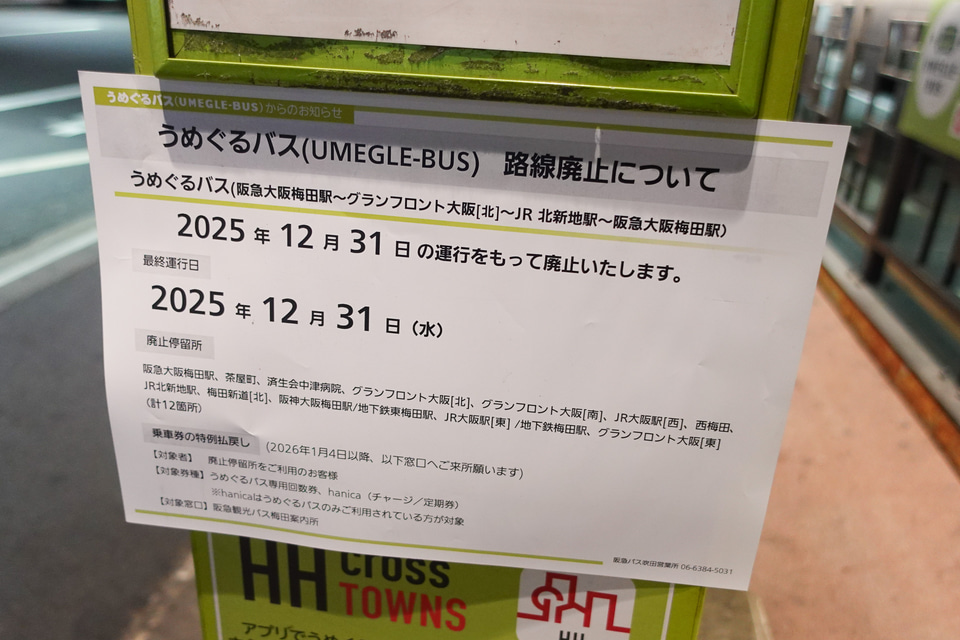 うめぐるバス(UMEGLE-BUS)からのお知らせ
うめぐるバス(UMEGLE-BUS) 路線廃止について
うめぐるバス(阪急大阪梅田駅～グランフロント大阪[北]～JR 北新地駅～阪急大阪梅田駅)
2025 年 12 月 31 日 の運行をもって廃止いたします。
最終運行日
2025 年 12 月 31 日（水）
廃止停留所
阪急大阪梅田駅、茶屋町、済生会中津病院、グランフロント大阪[北]、グランフロント大阪[南]、JR大阪駅[西]、西梅田、
JR北新地駅、梅田新道[北]、阪神大阪梅田駅/地下鉄東梅田駅、JR大阪駅[東] /地下鉄梅田駅、グランフロント大阪[東]
（計12箇所）
乗車券の特例払戻し （2026年1月4日以降、以下窓口へご来所願います）
【対象者】 廃止停留所をご利用のお客様
【対象券種】うめぐるバス専用回数券、hanica（チャージ／定期券）
※hanicaはうめぐるバスのみご利用されている方が対象
【対象窓口】阪急観光バス梅田案内所
阪急バス吹田営業所 06-6384-5031
HH cross
TOWNS
HH
アプリでうめ